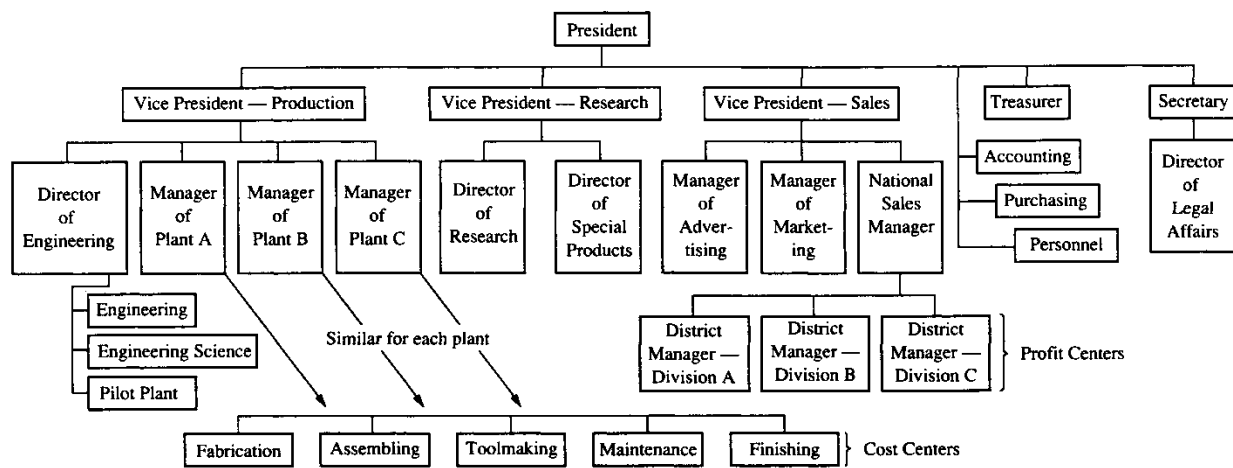 President
Vice President — Production
Vice President — Research
Vice President — Sales
Treasurer
Secretary
Accounting
Purchasing
Personnel
Director
of
Engineering
Manager
of
Plant A
Manager
of
Plant B
Manager
of
Plant C
Director
of
Research
Director
of
Special
Products
Manager
of
Adver-
tising
Manager
of
Market-
ing
National
Sales
Manager
Director
of
Legal
Affairs
Engineering
Engineering Science
Pilot Plant
Similar for each plant
District
Manager —
Division A
District
Manager —
Division B
District
Manager —
Division C
Profit Centers
Fabrication
Assembling
Toolmaking
Maintenance
Finishing
Cost Centers